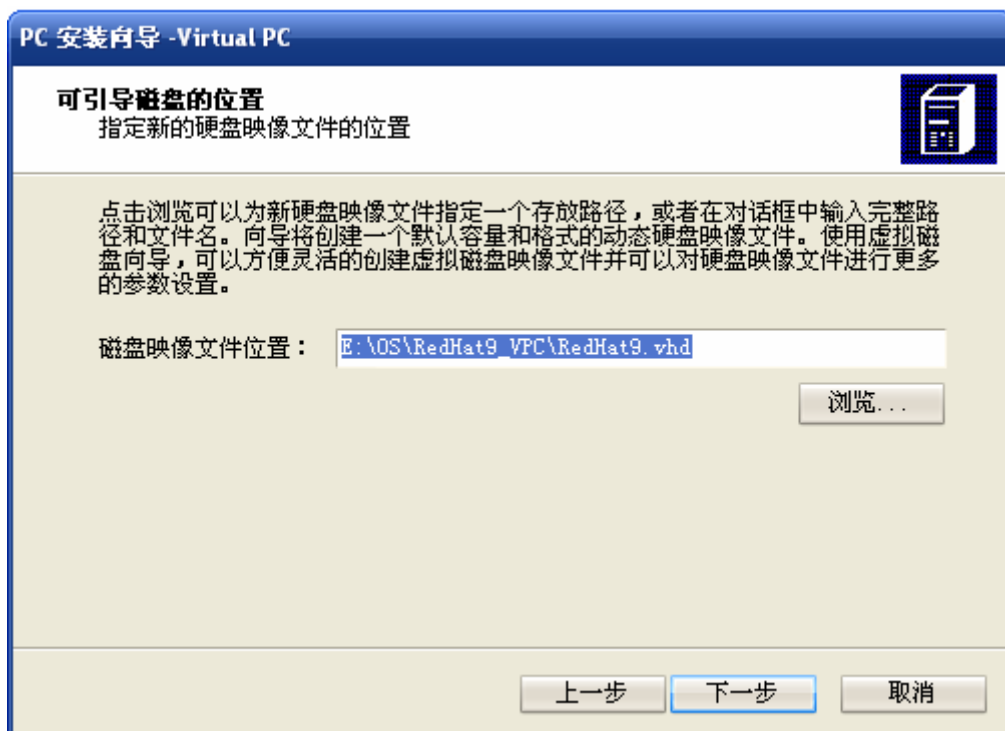 PC 安装向导 -Virtual PC
可引导磁盘的位置
指定新的硬盘映像文件的位置
点击浏览可以为新硬盘映像文件指定一个存放路径，或者在对话框中输入完整路
径和文件名。向导将创建一个默认容量和格式的动态硬盘映像文件。使用虚拟磁
盘向导，可以方便灵活的创建虚拟磁盘映像文件并可以对硬盘映像文件进行更多
的参数设置。
磁盘映像文件位置： E:\OS\RedHat9_VPC\RedHat9.vhd
浏览...
上一步 下一步 取消